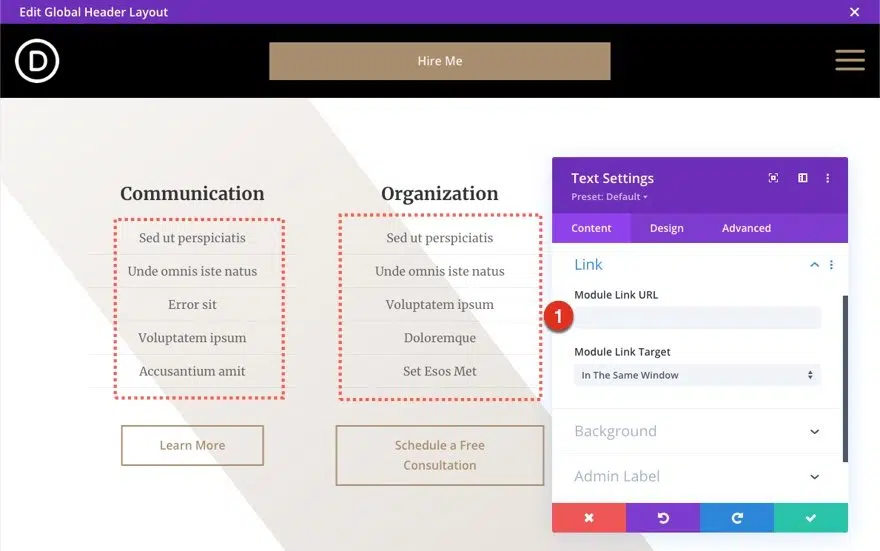 Edit Global Header Layout
D
Hire Me
Communication
Sed ut perspiciatis
Unde omnis iste natus
Error sit
Voluptatem ipsum
Accusantium amit
Learn More
Organization
Sed ut perspiciatis
Unde omnis iste natus
Voluptatem ipsum
Doloremque
Set Esos Met
Schedule a Free
Consultation
Text Settings
Preset: Default
Content Design Advanced
Link
Module Link URL
1
Module Link Target
In The Same Window
Background
Admin Label